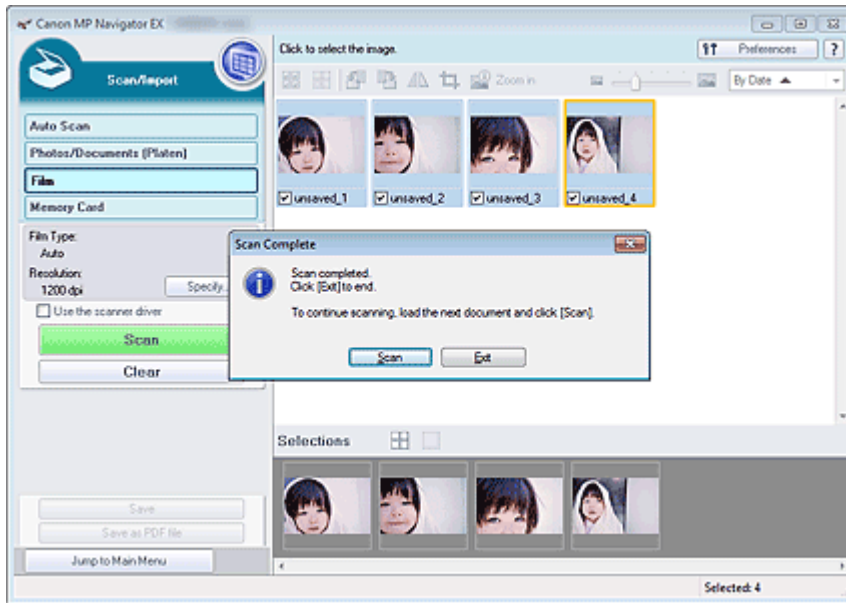 Canon MP Navigator EX
Click to select the image.
Preferences
?
Scan/Import
Zoom in
By Date
Auto Scan
Photos/Documents (Platen)
Film
Memory Card
unsaved_1
unsaved_2
unsaved_3
unsaved_4
Film Type:
Auto
Resolution:
1200 dpi
Specify...
Use the scanner driver
Scan
Clear
Scan Complete
Scan completed.
Click [Exit] to end.
To continue scanning, load the next document and click [Scan].
Scan
Exit
Selections
Save
Save as PDF file
Jump to Main Menu
Selected: 4